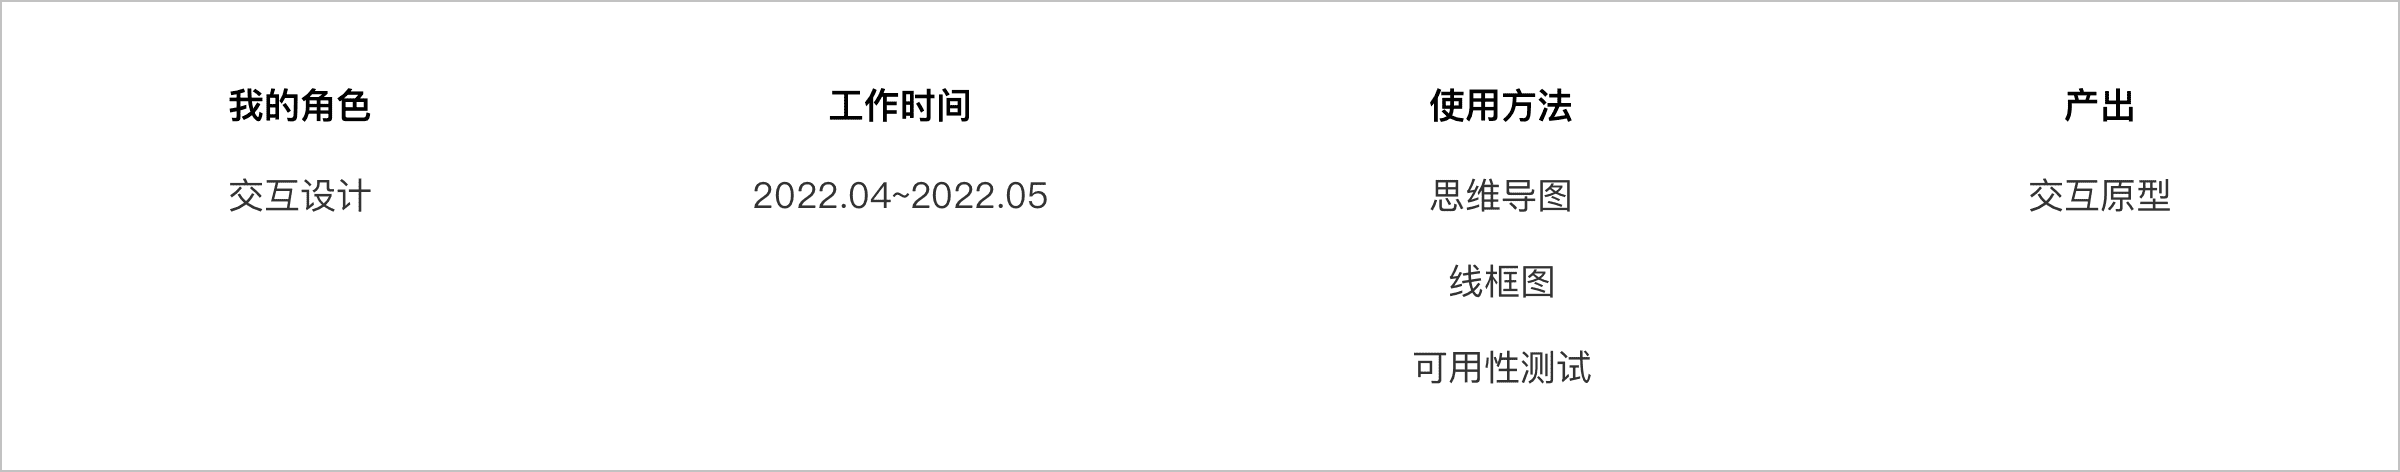 我的角色
交互设计
工作时间
2022.04~2022.05
使用方法
思维导图
线框图
可用性测试
产出
交互原型